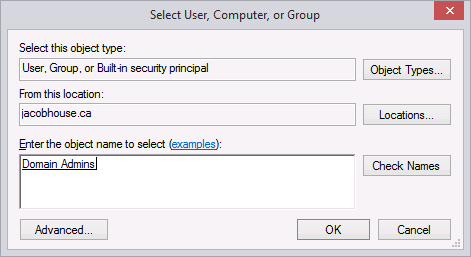 Select User, Computer, or Group
Select this object type:
User, Group, or Built-in security principal
Object Types...
From this location:
jacobhouse.ca
Locations...
Enter the object name to select (examples):
Domain Admins
Check Names
Advanced...
OK
Cancel